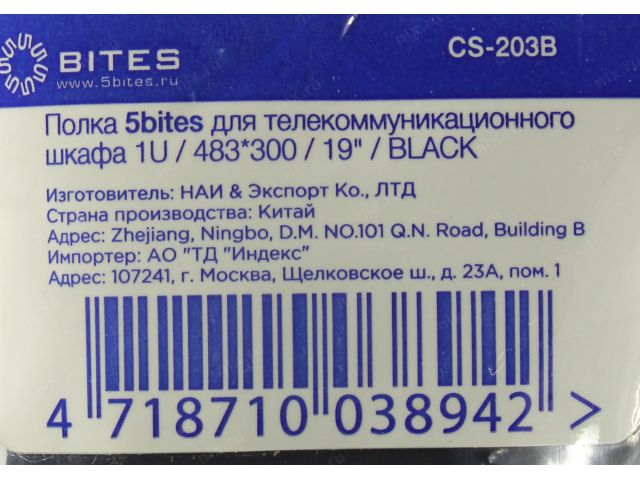 BITES
www.5bites.ru
CS-203B
Полка 5bites для телекоммуникационного
шкафа 1U / 483*300 / 19" / BLACK
Изготовитель: НАИ & Экспорт Ко., ЛТД
Страна производства: Китай
Адрес: Zhejiang, Ningbo, D.M. NO.101 Q.N. Road, Building B
Импортер: АО "ТД "Индекс"
Адрес: 107241, г. Москва, Щелковское ш., д. 23А, пом. 1
4 718710 038942 >